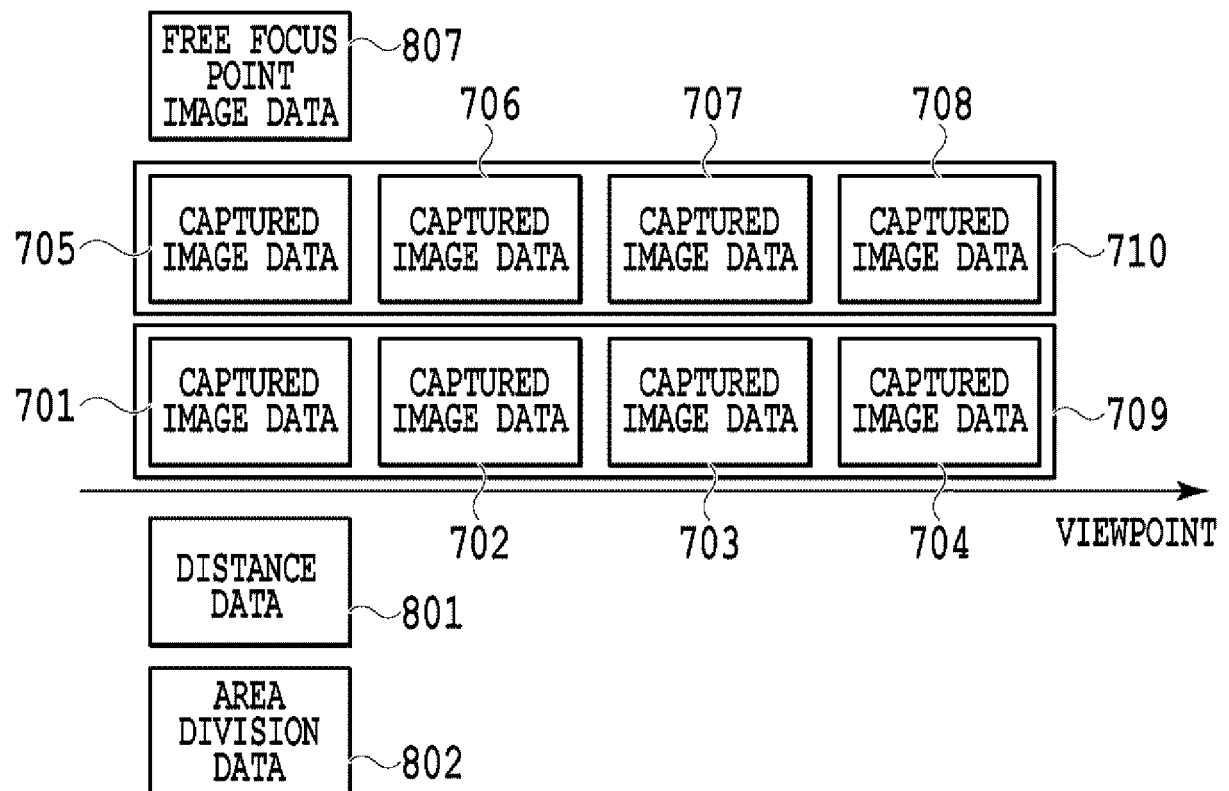 FREE FOCUS
POINT
IMAGE DATA
807
706
707
708
705
CAPTURED
IMAGE DATA
CAPTURED
IMAGE DATA
CAPTURED
IMAGE DATA
CAPTURED
IMAGE DATA
710
701
CAPTURED
IMAGE DATA
CAPTURED
IMAGE DATA
CAPTURED
IMAGE DATA
CAPTURED
IMAGE DATA
709
702
703
704
VIEWPOINT
DISTANCE
DATA
801
AREA
DIVISION
DATA
802